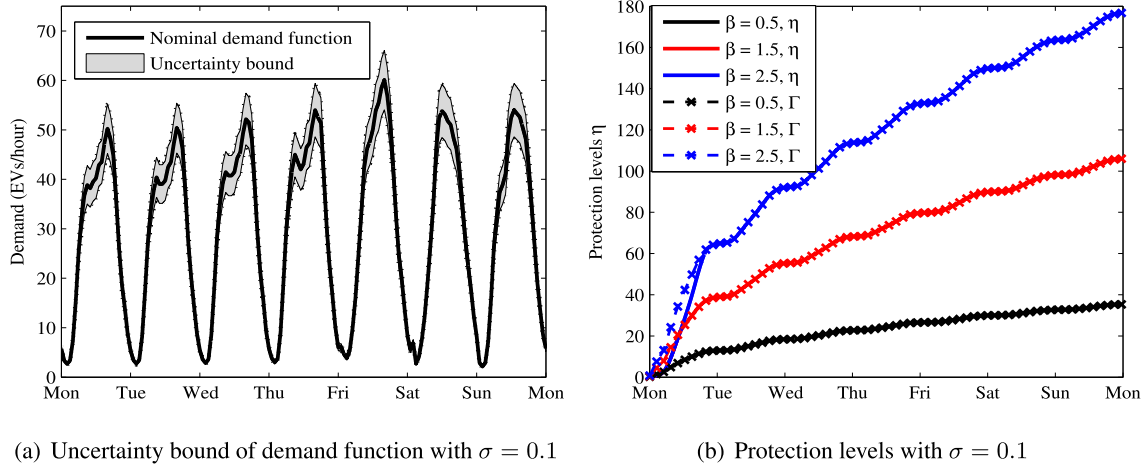 Nominal demand function
Uncertainty bound
Demand (EVs/hour)
70
60
50
40
30
20
10
0
Mon Tue Wed Thu Fri Sat Sun Mon
(a) Uncertainty bound of demand function with σ = 0.1
β = 0.5, η
β = 1.5, η
β = 2.5, η
β = 0.5, Γ
β = 1.5, Γ
β = 2.5, Γ
Protection levels η
180
160
140
120
100
80
60
40
20
0
Mon Tue Wed Thu Fri Sat Sun Mon
(b) Protection levels with σ = 0.1